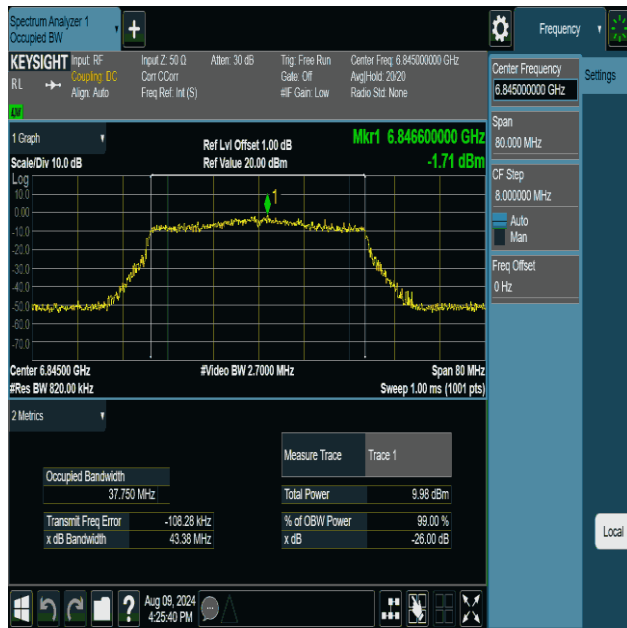 Spectrum Analyzer 1
Occupied BW
+
Frequency
KEYSIGHT
RL
Input: RF
Coupling: DC
Align: Auto
Input Z: 50 Ω
Corr CCorr
Freq Ref: Int (S)
Atten: 30 dB
Trig: Free Run
Gate: Off
#IF Gain: Low
Center Freq: 6.845000000 GHz
Avg|Hold: 20/20
Radio Std: None
Center Frequency
6.845000000 GHz
Settings
Span
80.000 MHz
CF Step
8.000000 MHz
Auto
Man
Freq Offset
0 Hz
1 Graph
Ref Lvl Offset 1.00 dB
Mkr1 6.846600000 GHz
Scale/Div 10.0 dB
Ref Value 20.00 dBm
-1.71 dBm
Log
10.0
0.00
-10.0
-20.0
-30.0
-40.0
-50.0
-60.0
-70.0
1
Center 6.84500 GHz
#Video BW 2.7000 MHz
Span 80 MHz
#Res BW 820.00 kHz
Sweep 1.00 ms (1001 pts)
2 Metrics
Measure Trace
Trace 1
Occupied Bandwidth
37.750 MHz
Total Power
9.98 dBm
Transmit Freq Error
-108.28 kHz
% of OBW Power
99.00 %
x dB Bandwidth
43.38 MHz
x dB
-26.00 dB
Local
?
Aug 09, 2024
4:25:40 PM